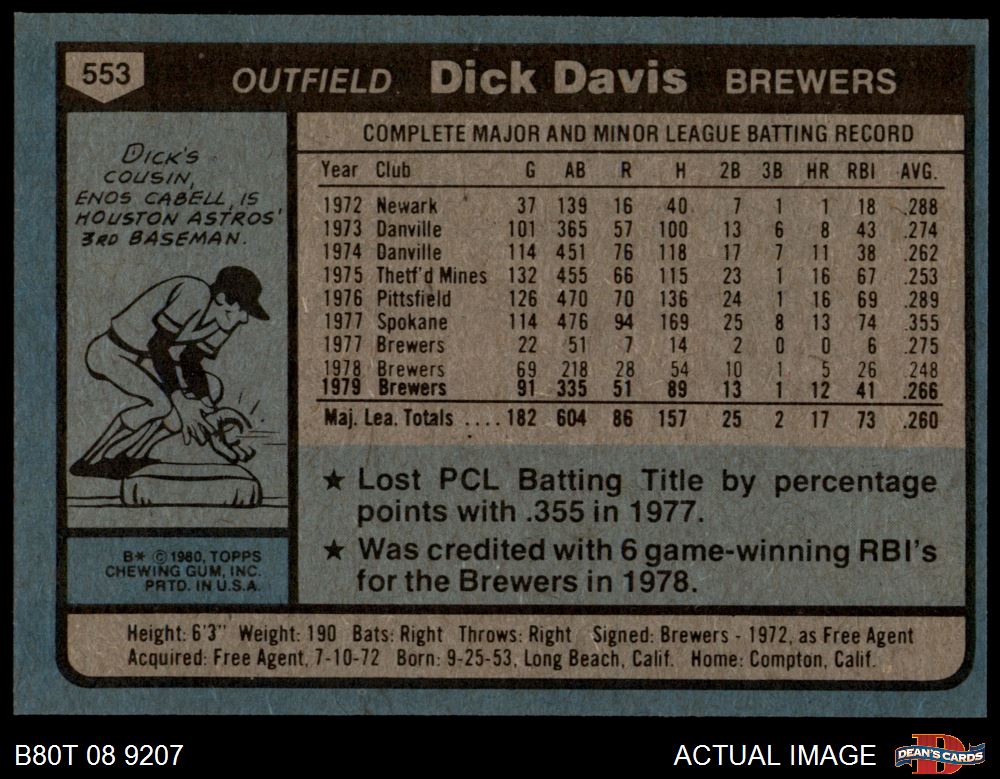 553 OUTFIELD Dick Davis BREWERS
DICK'S
COUSIN,
ENOS CABELL, IS
HOUSTON ASTROS'
3RD BASEMAN.
COMPLETE MAJOR AND MINOR LEAGUE BATTING RECORD
Year Club G AB R H 2B 3B HR RBI AVG.
1972 Newark 37 139 16 40 7 1 1 18 .288
1973 Danville 101 365 57 100 13 6 8 43 .274
1974 Danville 114 451 76 118 17 7 11 38 .262
1975 Thetf'd Mines 132 455 66 115 23 1 16 67 .253
1976 Pittsfield 126 470 70 136 24 1 16 69 .289
1977 Spokane 114 476 94 169 25 8 13 74 .355
1977 Brewers 22 51 7 14 2 0 0 6 .275
1978 Brewers 69 218 28 54 10 1 5 26 .248
1979 Brewers 91 335 51 89 13 1 12 41 .266
Maj. Lea. Totals .... 182 604 86 157 25 2 17 73 .260
★ Lost PCL Batting Title by percentage
points with .355 in 1977.
★ Was credited with 6 game-winning RBI's
for the Brewers in 1978.
B* © 1980, TOPPS
CHEWING GUM, INC.
PRTD. IN U.S.A.
Height: 6'3" Weight: 190 Bats: Right Throws: Right Signed: Brewers - 1972, as Free Agent
Acquired: Free Agent, 7-10-72 Born: 9-25-53, Long Beach, Calif. Home: Compton, Calif.
B80T 08 9207 ACTUAL IMAGE DEAN'S CARDS